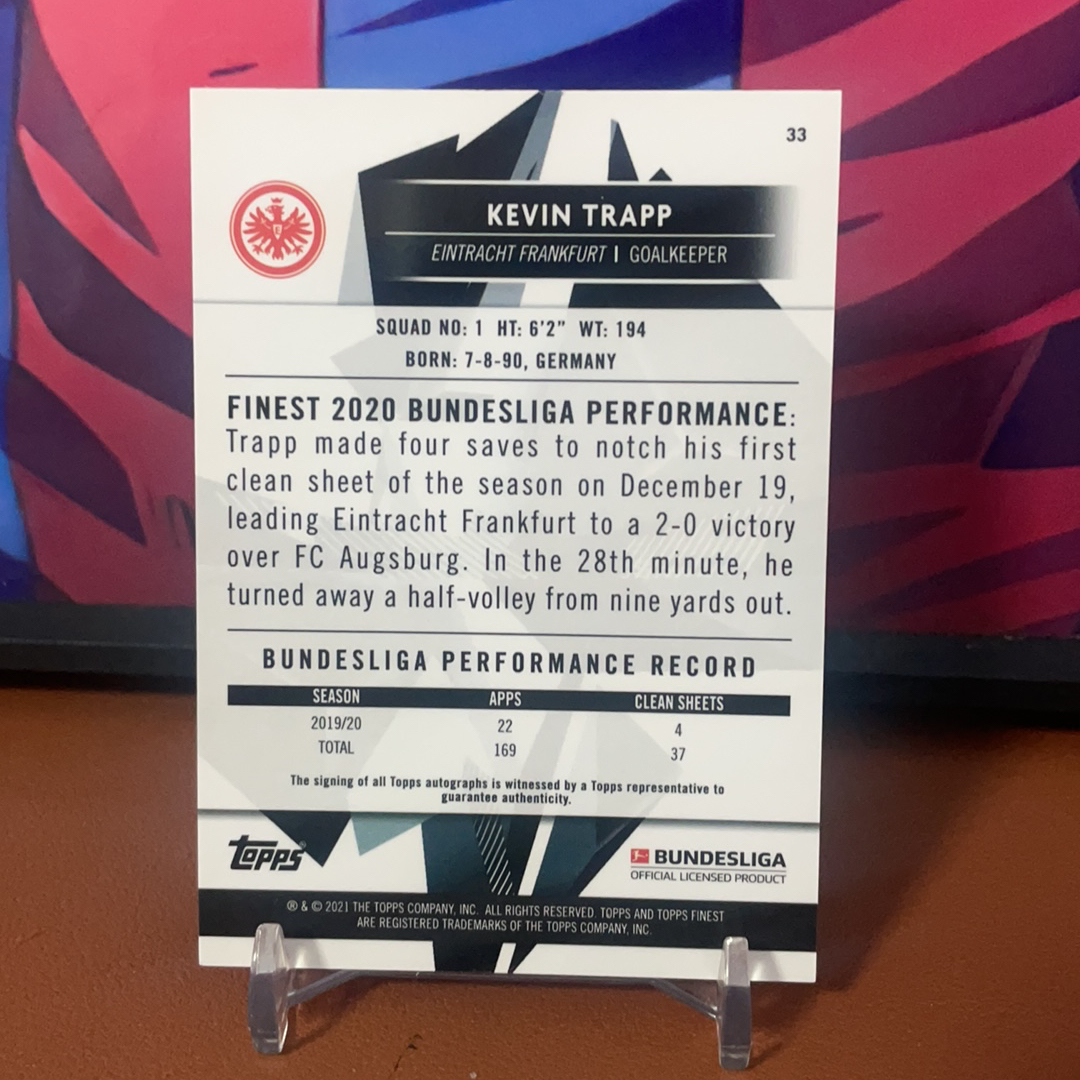 33
KEVIN TRAPP
EINTRACHT FRANKFURT | GOALKEEPER
SQUAD NO: 1 HT: 6'2" WT: 194
BORN: 7-8-90, GERMANY
FINEST 2020 BUNDESLIGA PERFORMANCE:
Trapp made four saves to notch his first
clean sheet of the season on December 19,
leading Eintracht Frankfurt to a 2-0 victory
over FC Augsburg. In the 28th minute, he
turned away a half-volley from nine yards out.
BUNDESLIGA PERFORMANCE RECORD
SEASON APPS CLEAN SHEETS
2019/20 22 4
TOTAL 169 37
The signing of all Topps autographs is witnessed by a Topps representative to
guarantee authenticity.
topps
BUNDESLIGA
OFFICIAL LICENSED PRODUCT
® & © 2021 THE TOPPS COMPANY, INC. ALL RIGHTS RESERVED. TOPPS AND TOPPS FINEST
ARE REGISTERED TRADEMARKS OF THE TOPPS COMPANY, INC.